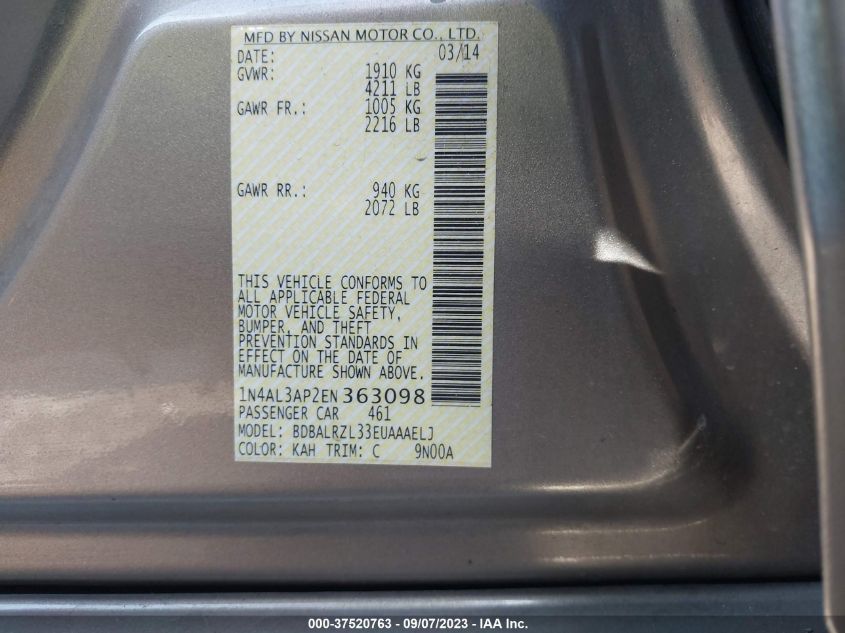 MFD BY NISSAN MOTOR CO., LTD.
DATE: 03/14
GVWR: 1910 KG
4211 LB
GAWR FR.: 1005 KG
2216 LB
GAWR RR.: 940 KG
2072 LB
THIS VEHICLE CONFORMS TO
ALL APPLICABLE FEDERAL
MOTOR VEHICLE SAFETY,
BUMPER, AND THEFT
PREVENTION STANDARDS IN
EFFECT ON THE DATE OF
MANUFACTURE SHOWN ABOVE.
1N4AL3AP2EN363098
PASSENGER CAR 461
MODEL: BDBALRZL33EUAAAELJ
COLOR: KAH TRIM: C 9N00A
000-37520763 - 09/07/2023 - IAA Inc.